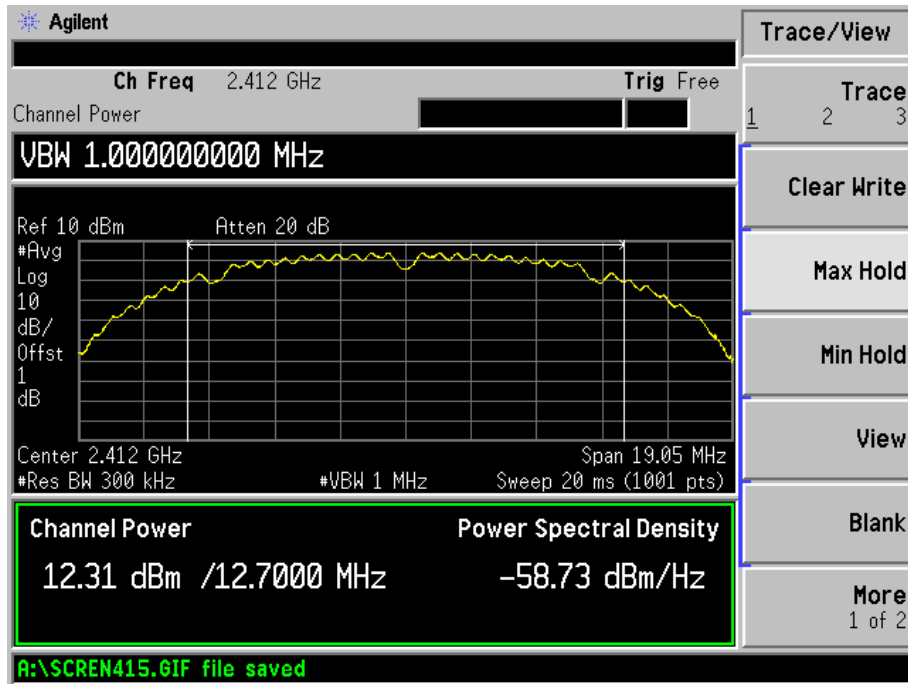 Agilent
Trace/View
Ch Freq 2.412 GHz Trig Free
Channel Power
Trace
1 2 3
VBW 1.000000000 MHz
Clear Write
Ref 10 dBm Atten 20 dB
#Avg
Log
10
dB/
Offst
1
dB
Max Hold
Min Hold
Center 2.412 GHz Span 19.05 MHz
#Res BW 300 kHz #VBW 1 MHz Sweep 20 ms (1001 pts)
View
Channel Power Power Spectral Density
12.31 dBm /12.7000 MHz -58.73 dBm/Hz
Blank
More
1 of 2
A:\SCREN415.GIF file saved